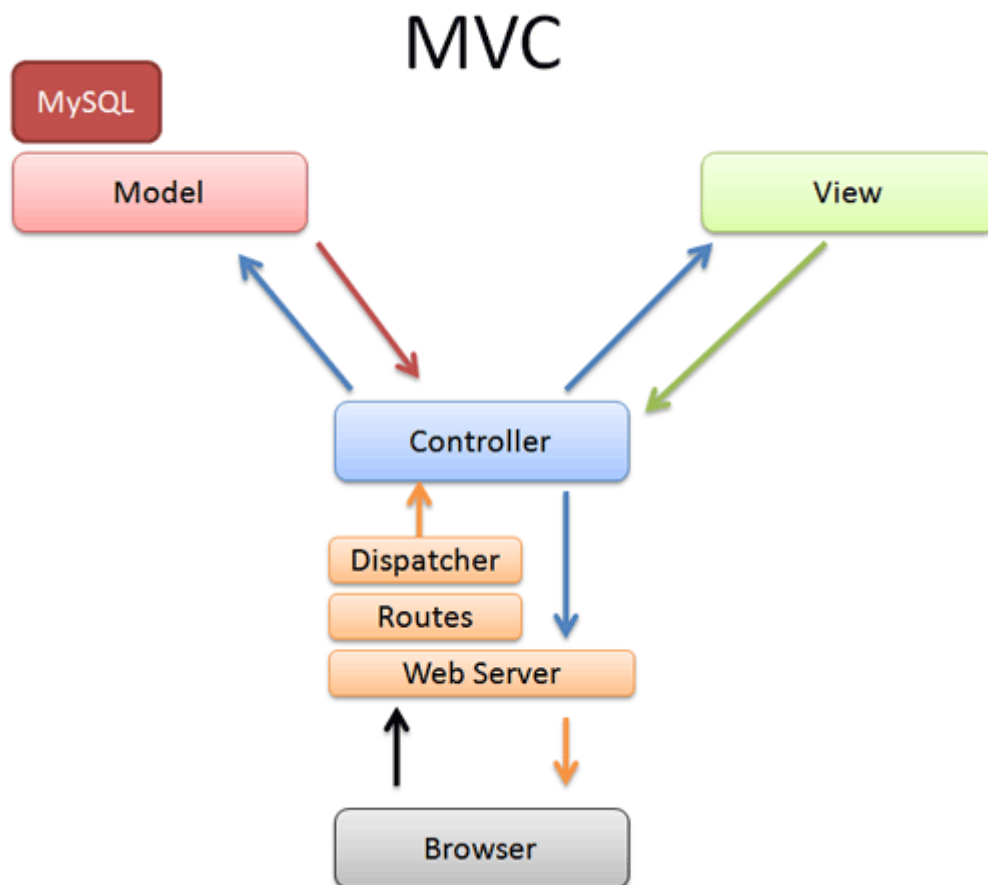 MVC
MySQL
Model
View
Controller
Dispatcher
Routes
Web Server
Browser